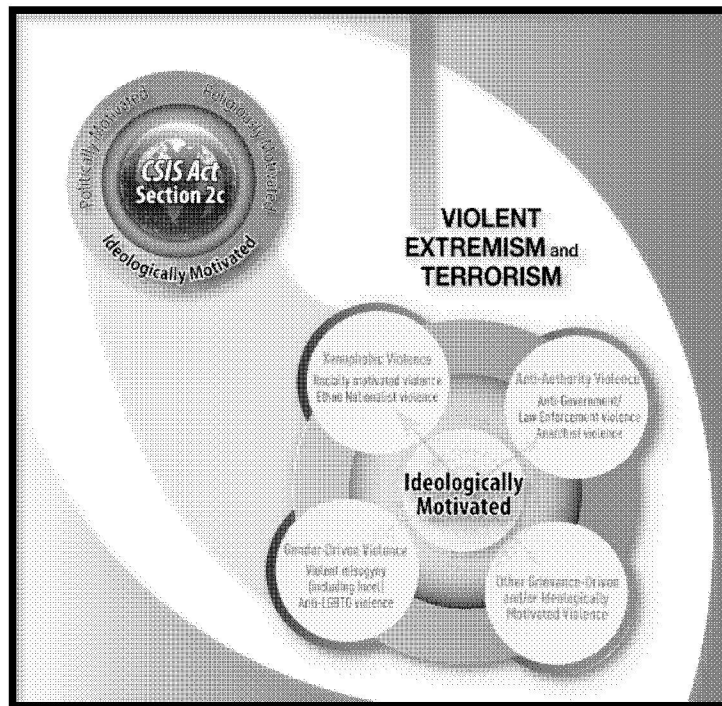 Politically Motivated
Religiously Motivated
CSIS Act
Section 2c
Ideologically Motivated
VIOLENT
EXTREMISM and
TERRORISM
Xenophobic Violence
Racially motivated violence
Ethno Nationalist violence
Anti-Authority Violence
Anti-Government/
Law Enforcement violence
Anarchist violence
Ideologically
Motivated
Gender-Driven Violence
Violent misogyny
(including Incel)
Anti-LGBTQ violence
Other Grievance-Driven
and/or Ideologically
Motivated Violence